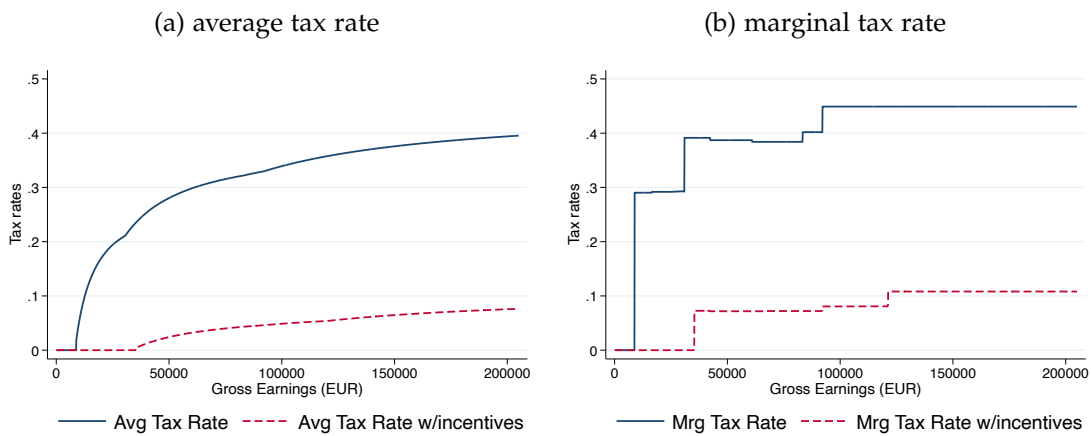 (a) average tax rate
.5
.4
.3
.2
.1
0
Tax rates
0 50000 100000 150000 200000
Gross Earnings (EUR)
Avg Tax Rate Avg Tax Rate w/incentives
(b) marginal tax rate
.5
.4
.3
.2
.1
0
Tax rates
0 50000 100000 150000 200000
Gross Earnings (EUR)
Mrg Tax Rate Mrg Tax Rate w/incentives